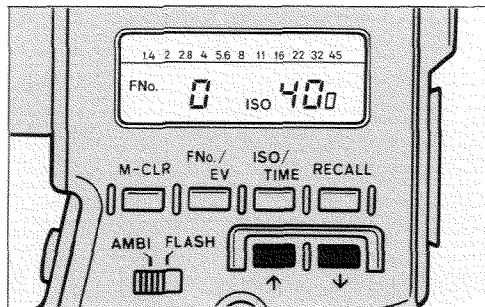 1.4 2 2.8 4 5.6 8 11 16 22 32 45
FNo. 0 ISO 400
M-CLR FNo./EV ISO/TIME RECALL
AMBI FLASH
↑ ↓